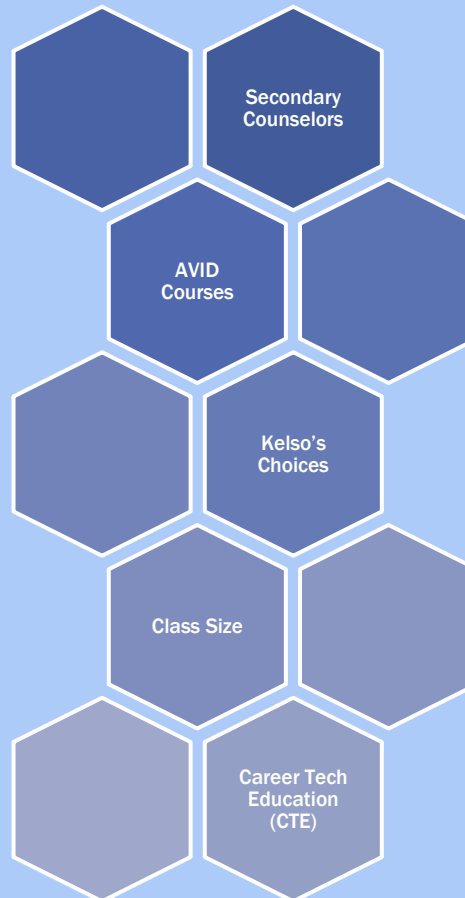 Secondary
Counselors
AVID
Courses
Kelso’s
Choices
Class Size
Career Tech
Education
(CTE)